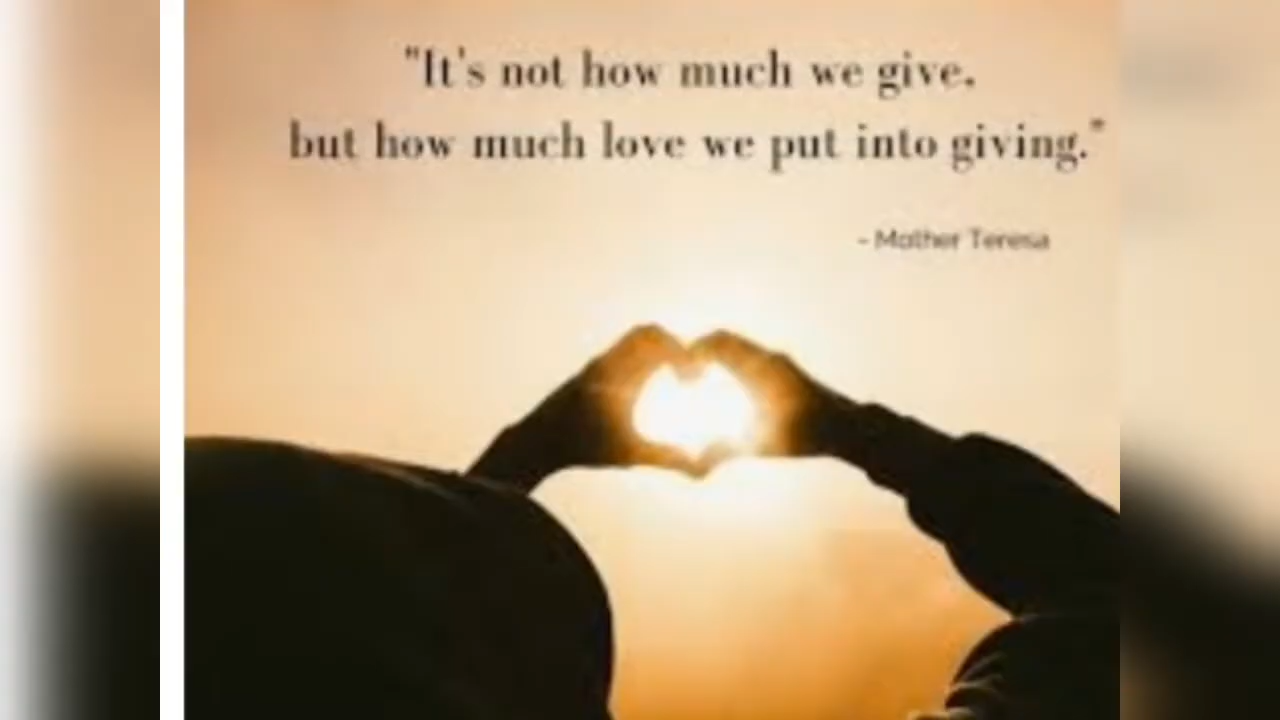 "It's not how much we give.
but how much love we put into giving."
- Mother Teresa